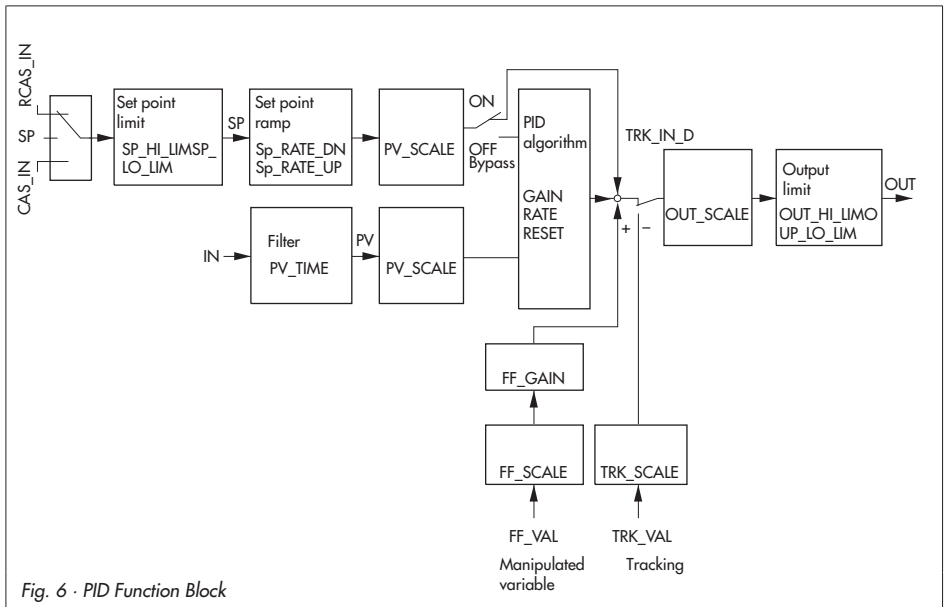 RCAS_IN
SP
CAS_IN
Set point
limit
SP_HI_LIMSP_
LO_LIM
SP
Set point
ramp
Sp_RATE_DN
Sp_RATE_UP
PV_SCALE
ON
OFF
Bypass
PID
algorithm
GAIN
RATE
RESET
TRK_IN_D
+
–
OUT_SCALE
Output
limit
OUT_HI_LIMO
UP_LO_LIM
OUT
IN
Filter
PV_TIME
PV
PV_SCALE
FF_GAIN
FF_SCALE
TRK_SCALE
FF_VAL
Manipulated
variable
TRK_VAL
Tracking
Fig. 6 · PID Function Block